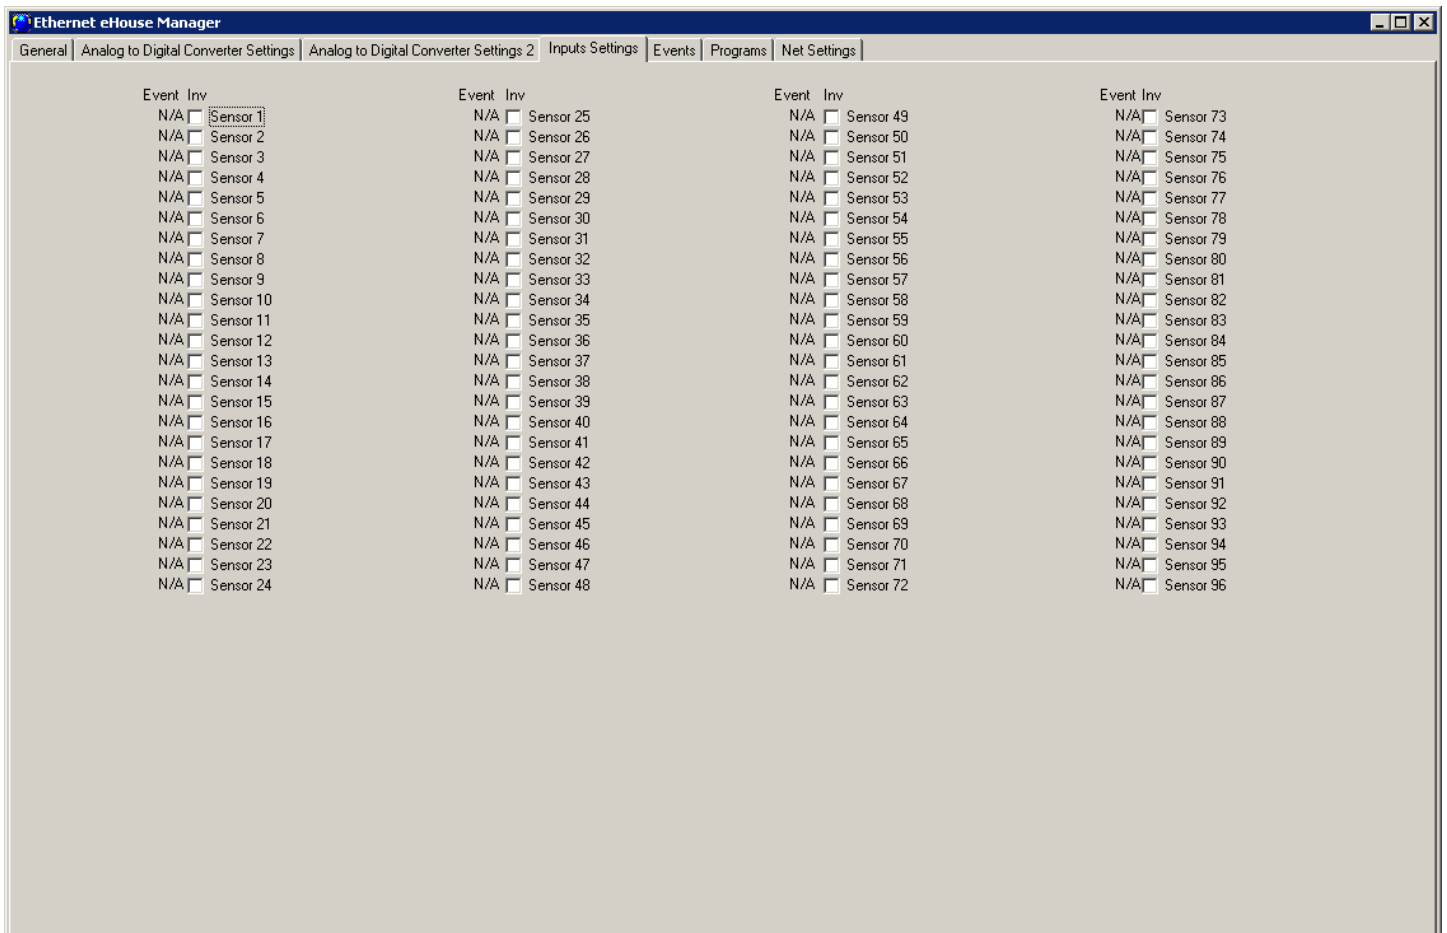 Ethernet eHouse Manager
General Analog to Digital Converter Settings Analog to Digital Converter Settings 2 Inputs Settings Events Programs Net Settings
Event Inv Event Inv Event Inv Event Inv
N/A Sensor 1 N/A Sensor 25 N/A Sensor 49 N/A Sensor 73
N/A Sensor 2 N/A Sensor 26 N/A Sensor 50 N/A Sensor 74
N/A Sensor 3 N/A Sensor 27 N/A Sensor 51 N/A Sensor 75
N/A Sensor 4 N/A Sensor 28 N/A Sensor 52 N/A Sensor 76
N/A Sensor 5 N/A Sensor 29 N/A Sensor 53 N/A Sensor 77
N/A Sensor 6 N/A Sensor 30 N/A Sensor 54 N/A Sensor 78
N/A Sensor 7 N/A Sensor 31 N/A Sensor 55 N/A Sensor 79
N/A Sensor 8 N/A Sensor 32 N/A Sensor 56 N/A Sensor 80
N/A Sensor 9 N/A Sensor 33 N/A Sensor 57 N/A Sensor 81
N/A Sensor 10 N/A Sensor 34 N/A Sensor 58 N/A Sensor 82
N/A Sensor 11 N/A Sensor 35 N/A Sensor 59 N/A Sensor 83
N/A Sensor 12 N/A Sensor 36 N/A Sensor 60 N/A Sensor 84
N/A Sensor 13 N/A Sensor 37 N/A Sensor 61 N/A Sensor 85
N/A Sensor 14 N/A Sensor 38 N/A Sensor 62 N/A Sensor 86
N/A Sensor 15 N/A Sensor 39 N/A Sensor 63 N/A Sensor 87
N/A Sensor 16 N/A Sensor 40 N/A Sensor 64 N/A Sensor 88
N/A Sensor 17 N/A Sensor 41 N/A Sensor 65 N/A Sensor 89
N/A Sensor 18 N/A Sensor 42 N/A Sensor 66 N/A Sensor 90
N/A Sensor 19 N/A Sensor 43 N/A Sensor 67 N/A Sensor 91
N/A Sensor 20 N/A Sensor 44 N/A Sensor 68 N/A Sensor 92
N/A Sensor 21 N/A Sensor 45 N/A Sensor 69 N/A Sensor 93
N/A Sensor 22 N/A Sensor 46 N/A Sensor 70 N/A Sensor 94
N/A Sensor 23 N/A Sensor 47 N/A Sensor 71 N/A Sensor 95
N/A Sensor 24 N/A Sensor 48 N/A Sensor 72 N/A Sensor 96